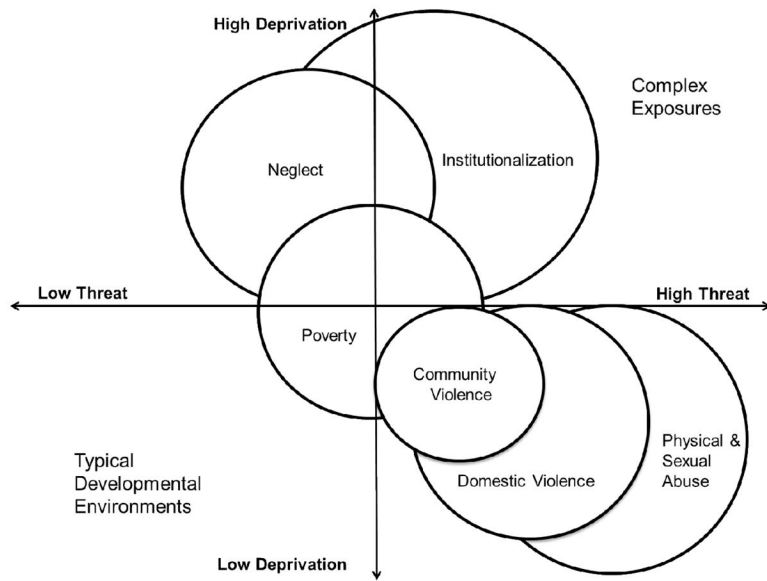 High Deprivation
Complex
Exposures
Neglect
Institutionalization
Low Threat
High Threat
Poverty
Community
Violence
Physical &
Sexual
Abuse
Domestic Violence
Typical
Developmental
Environments
Low Deprivation